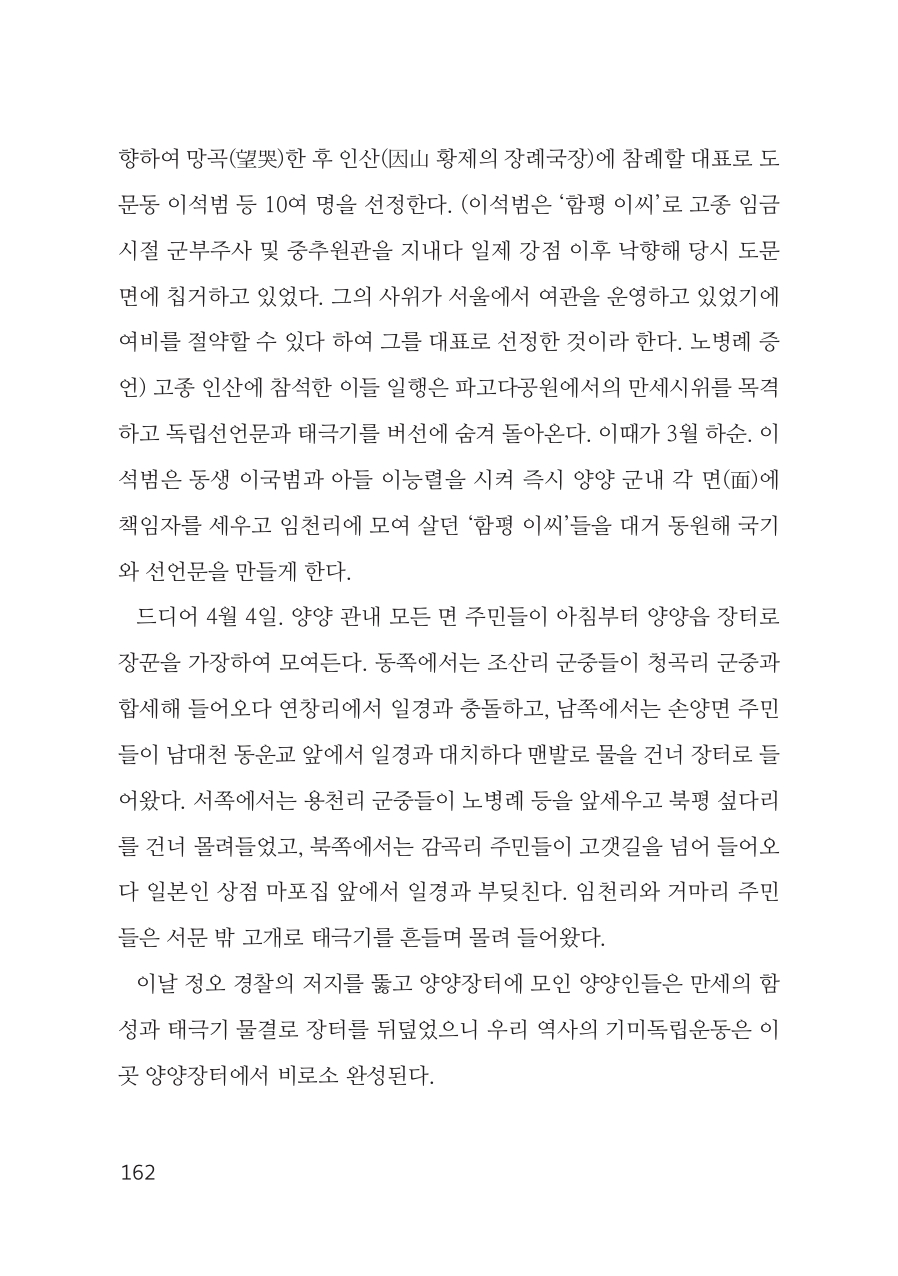 향하여 망곡(望哭)한 후 인산(因山 황제의 장례국장)에 참례할 대표로 도
문동 이석범 등 10여 명을 선정한다. (이석범은 ‘함평 이씨’로 고종 임금
시절 군부주사 및 중추원관을 지내다 일제 강점 이후 낙향해 당시 도문
면에 칩거하고 있었다. 그의 사위가 서울에서 여관을 운영하고 있었기에
여비를 절약할 수 있다 하여 그를 대표로 선정한 것이라 한다. 노병례 증
언) 고종 인산에 참석한 이들 일행은 파고다공원에서의 만세시위를 목격
하고 독립선언문과 태극기를 버선에 숨겨 돌아온다. 이때가 3월 하순. 이
석범은 동생 이국범과 아들 이능렬을 시켜 즉시 양양 군내 각 면(面)에
책임자를 세우고 임천리에 모여 살던 ‘함평 이씨’들을 대거 동원해 국기
와 선언문을 만들게 한다.
드디어 4월 4일. 양양 관내 모든 면 주민들이 아침부터 양양읍 장터로
장꾼을 가장하여 모여든다. 동쪽에서는 조산리 군중들이 청곡리 군중과
합세해 들어오다 연창리에서 일경과 충돌하고, 남쪽에서는 손양면 주민
들이 남대천 동운교 앞에서 일경과 대치하다 맨발로 물을 건너 장터로 들
어왔다. 서쪽에서는 용천리 군중들이 노병례 등을 앞세우고 북평 섶다리
를 건너 몰려들었고, 북쪽에서는 감곡리 주민들이 고갯길을 넘어 들어오
다 일본인 상점 마포집 앞에서 일경과 부딪친다. 임천리와 거마리 주민
들은 서문 밖 고개로 태극기를 흔들며 몰려 들어왔다.
이날 정오 경찰의 저지를 뚫고 양양장터에 모인 양양인들은 만세의 함
성과 태극기 물결로 장터를 뒤덮었으니 우리 역사의 기미독립운동은 이
곳 양양장터에서 비로소 완성된다.
162